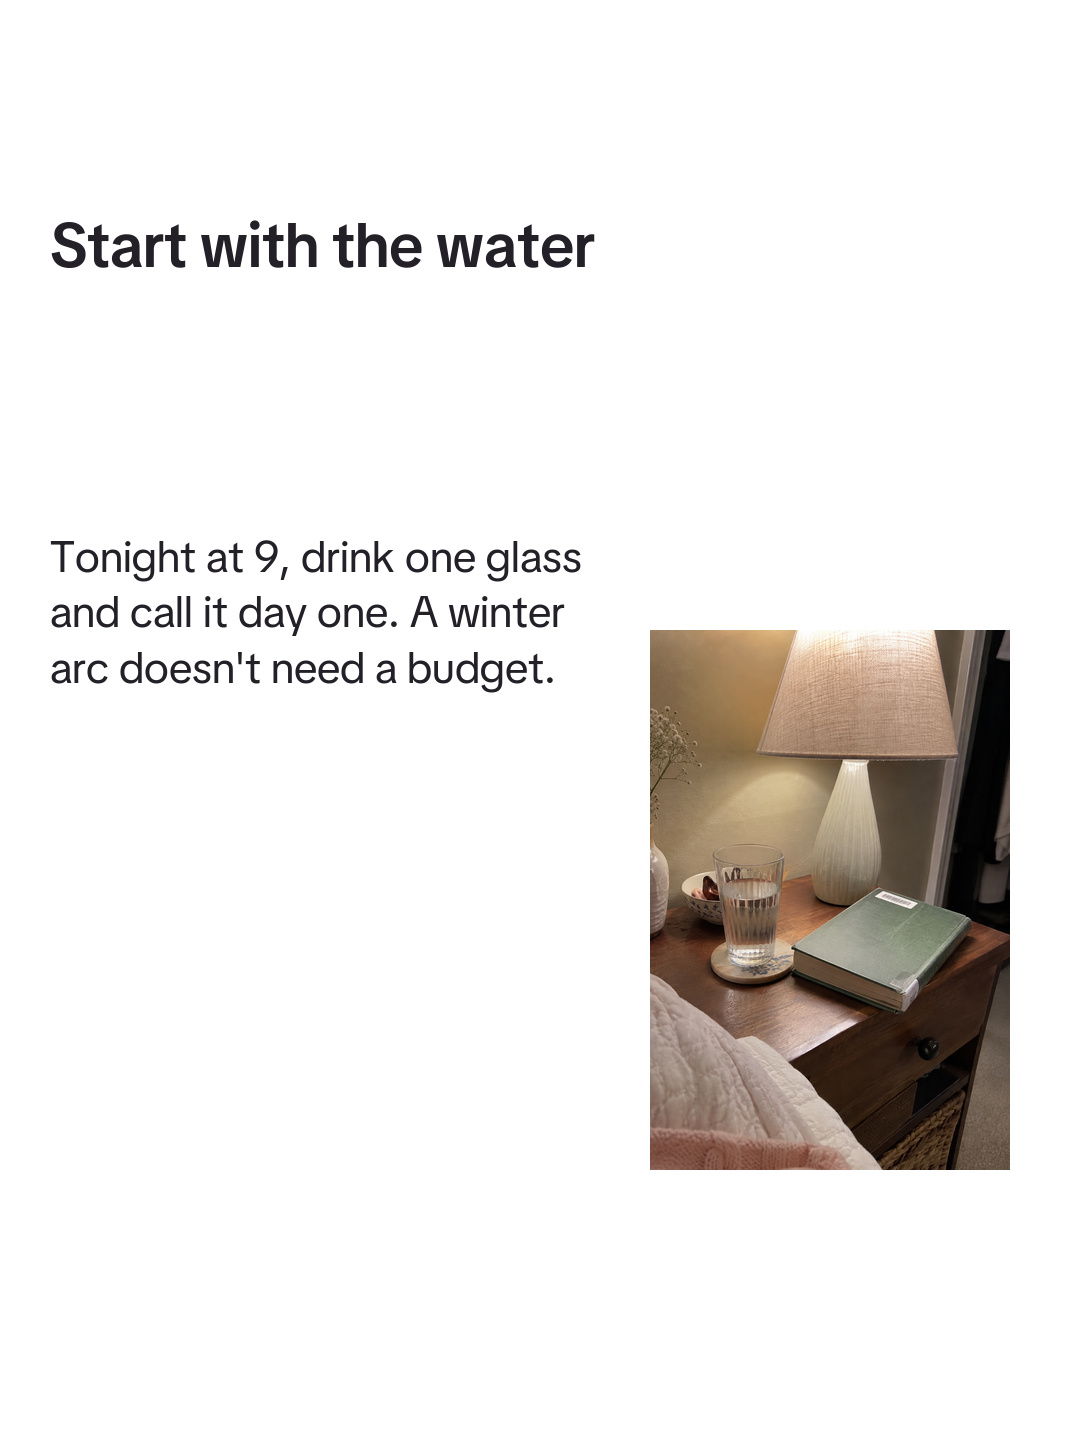 Start with the water
Tonight at 9, drink one glass
and call it day one. A winter
arc doesn't need a budget.